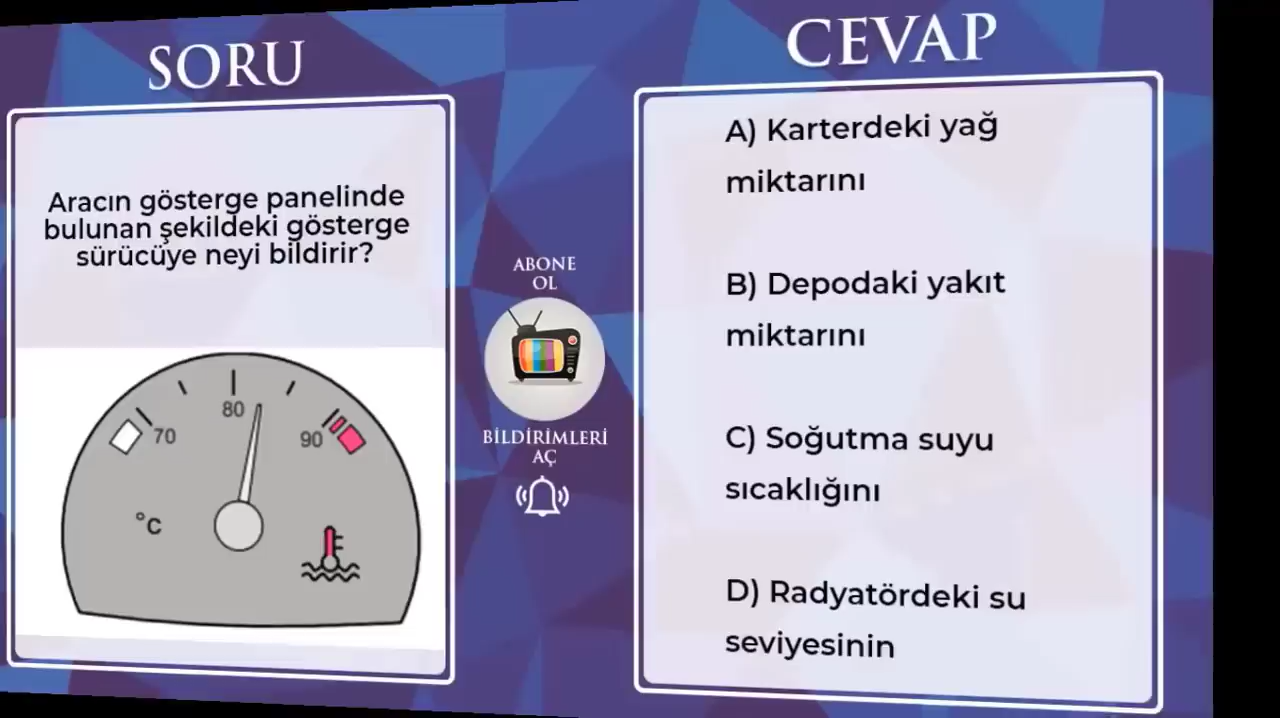 SORU
Aracın gösterge panelinde
bulunan şekildeki gösterge
sürücüye neyi bildirir?
70
80
90
°C
ABONE
OL
BİLDİRİMLERİ
AÇ
CEVAP
A) Karterdeki yağ
miktarını
B) Depodaki yakıt
miktarını
C) Soğutma suyu
sıcaklığını
D) Radyatördeki su
seviyesinin